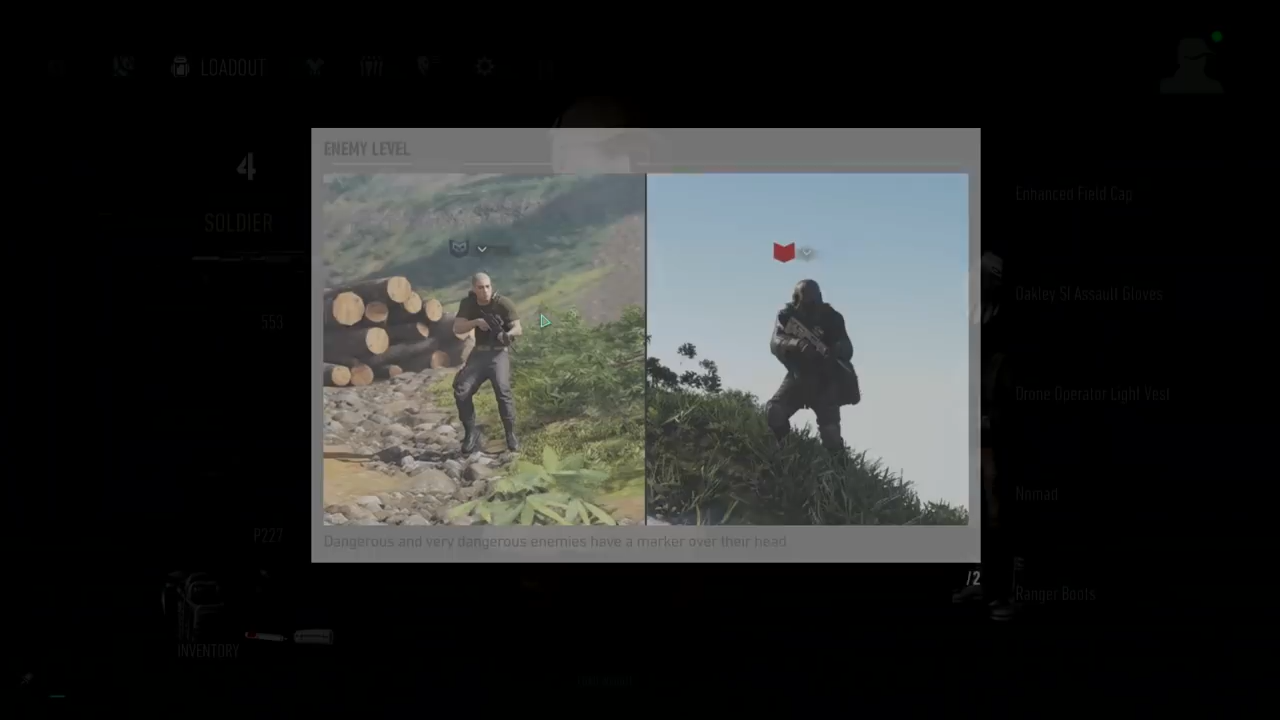 LOADOUT
ENEMY LEVEL
4
SOLDIER
553
P227
INVENTORY
Enhanced Field Cap
Oakley SI Assault Gloves
Drone Operator Light Vest
Nomad
/2
Ranger Boots
Dangerous and very dangerous enemies have a marker over their head